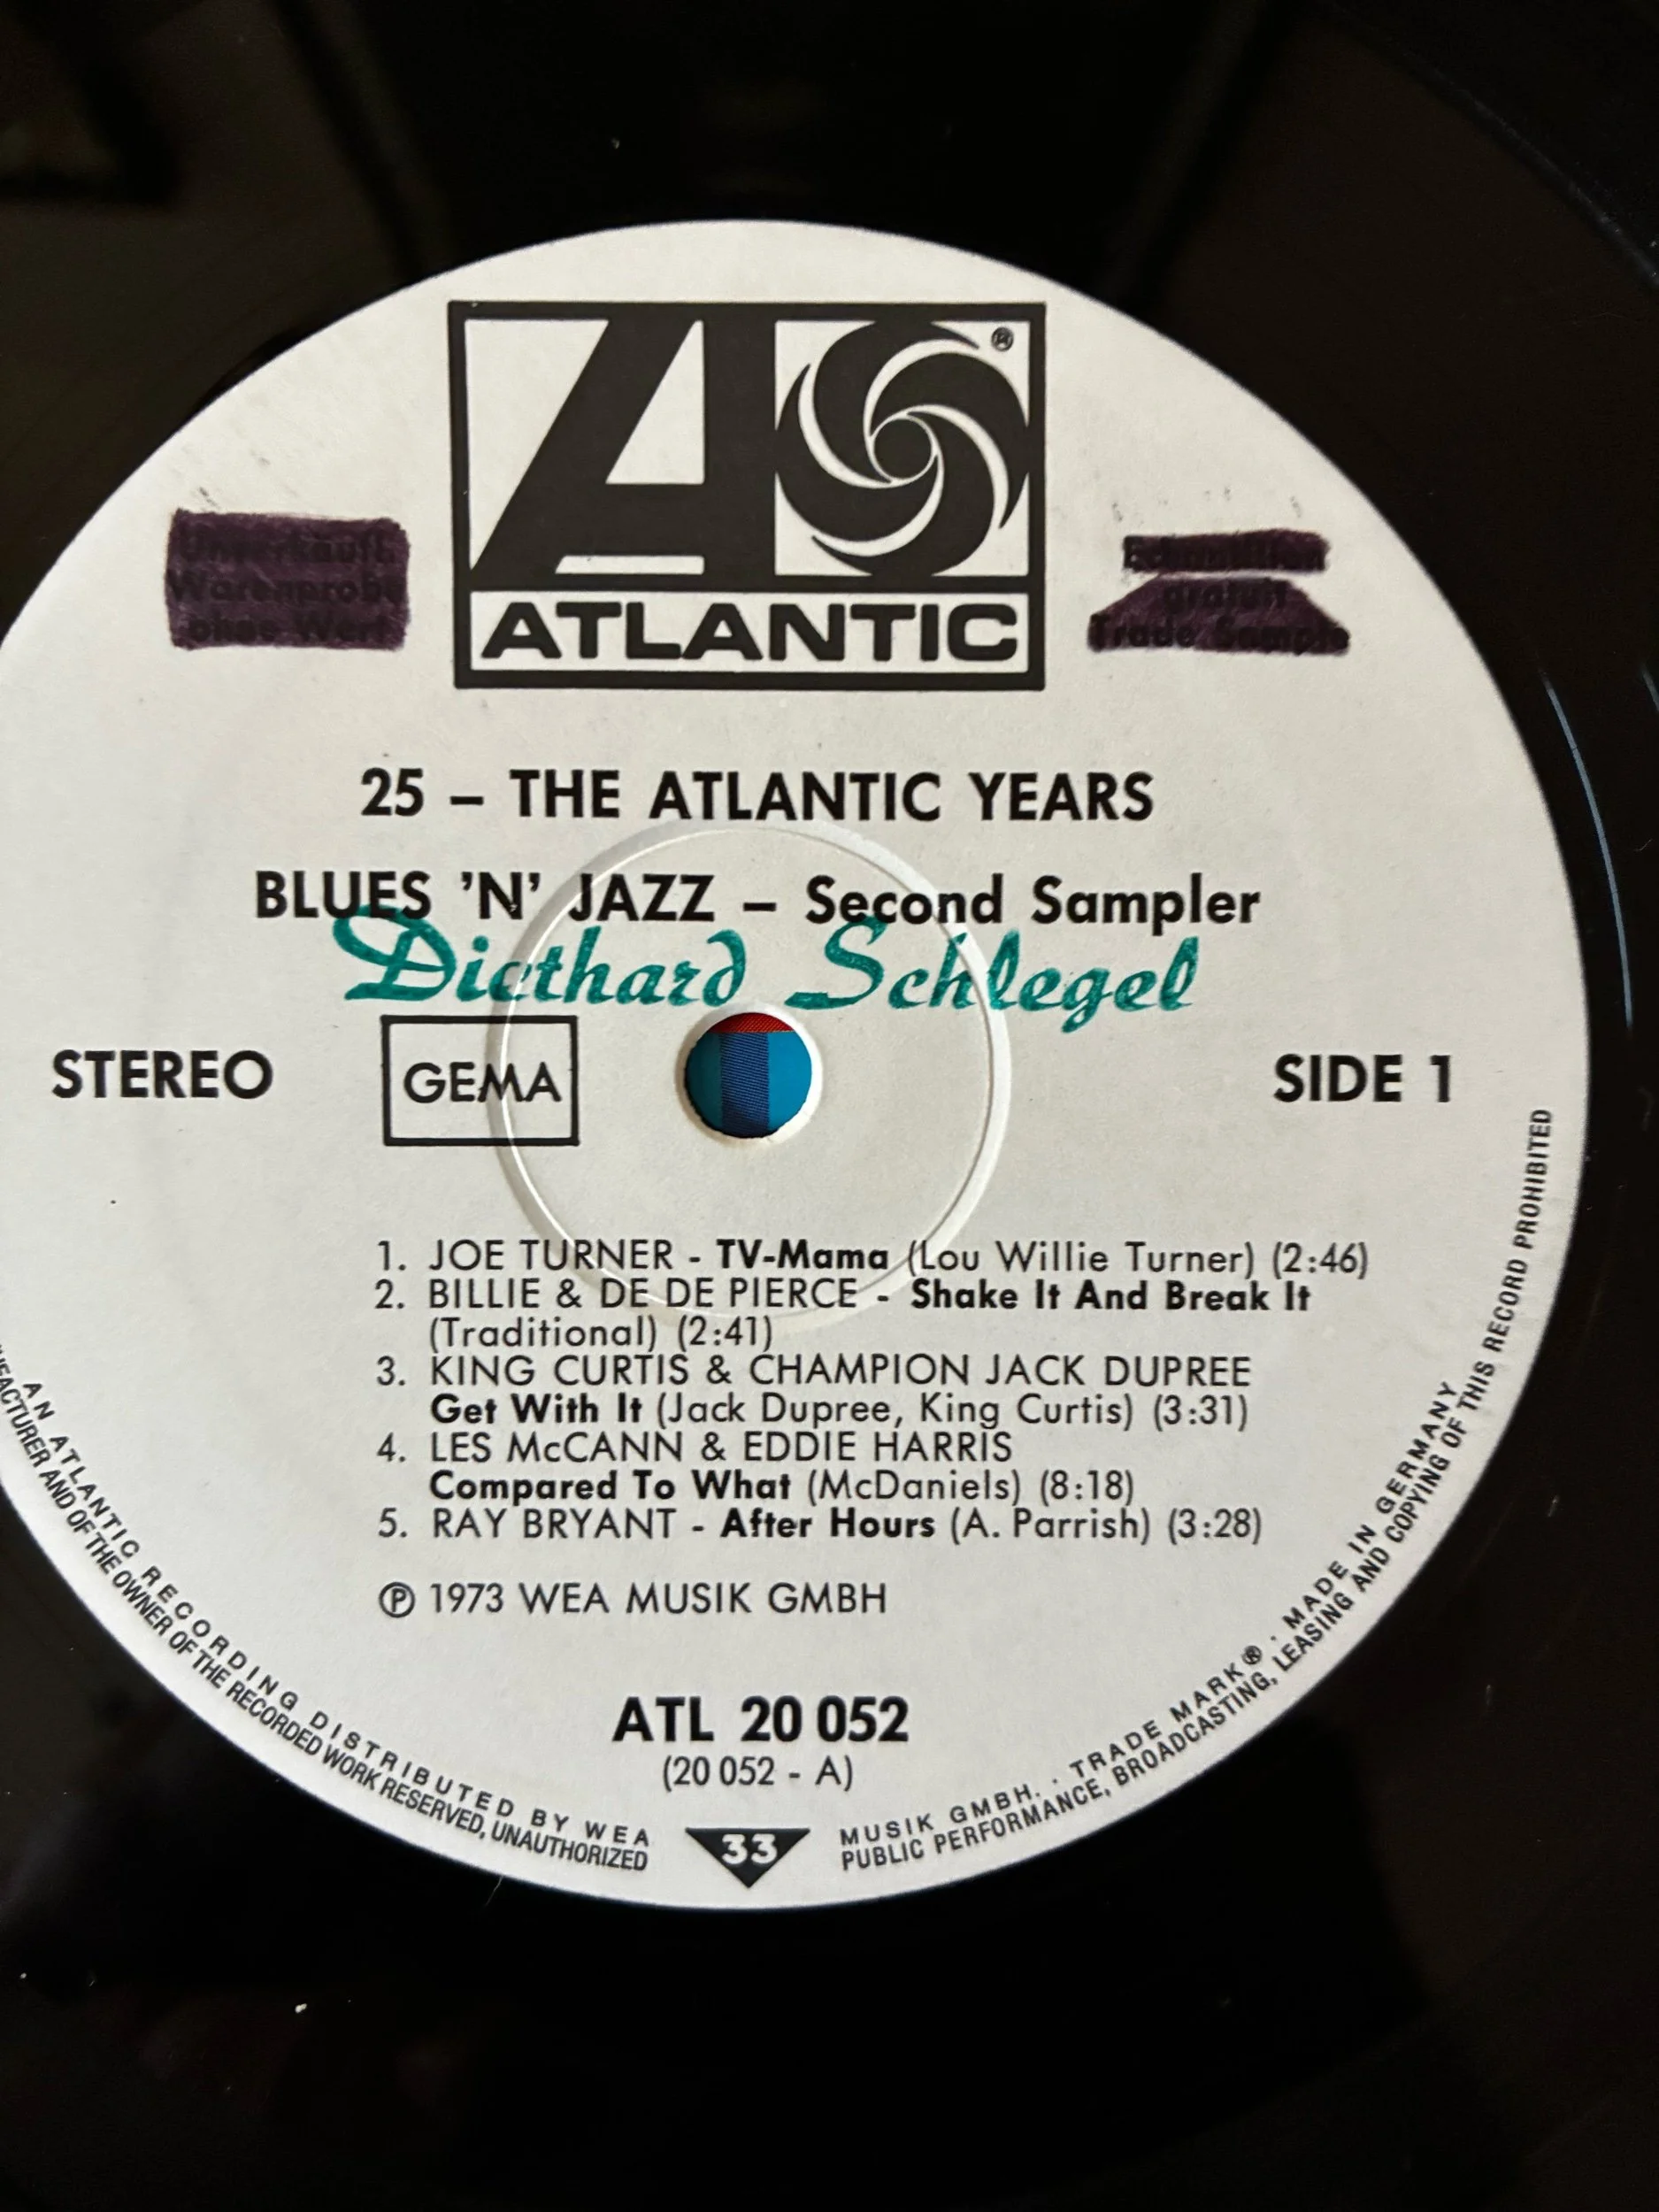 ®
ATLANTIC
Unverkäufl.
Warenprobe
ohne Wert
Echantillon
gratuit
Trade Sample
25 – THE ATLANTIC YEARS
BLUES 'N' JAZZ – Second Sampler
Diethard Schlegel
STEREO
GEMA
SIDE 1
1. JOE TURNER - TV-Mama (Lou Willie Turner) (2:46)
2. BILLIE & DE DE PIERCE - Shake It And Break It
(Traditional) (2:41)
3. KING CURTIS & CHAMPION JACK DUPREE
Get With It (Jack Dupree, King Curtis) (3:31)
4. LES McCANN & EDDIE HARRIS
Compared To What (McDaniels) (8:18)
5. RAY BRYANT - After Hours (A. Parrish) (3:28)
℗ 1973 WEA MUSIK GMBH
ATL 20 052
(20 052 - A)
33
AN ATLANTIC RECORDING DISTRIBUTED BY WEA MUSIK GMBH. · TRADE MARK ® · MADE IN GERMANY
AND OF THE OWNER OF THE RECORDED WORK RESERVED, UNAUTHORIZED PUBLIC PERFORMANCE, BROADCASTING, LEASING AND COPYING OF THIS RECORD PROHIBITED